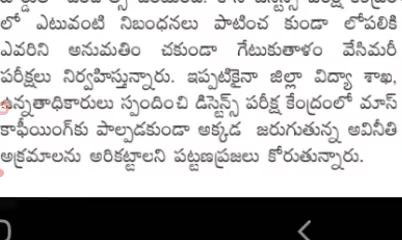 లో ఎటువంటి నిబంధనలు పాటించ కుండా లోపలికి
ఎవరిని అనుమతిం చకుండా గేటుకుతాళం వేసిమరీ
పరీక్షలు నిర్వహిస్తున్నారు. ఇప్పటికైనా జిల్లా విద్యా శాఖ,
ఉన్నతాధికారులు స్పందించి డిస్టెన్స్ పరీక్ష కేంద్రంలో మాస్
కాఫీయింగ్‌కు పాల్పడకుండా అక్కడ జరుగుతున్న అవినీతి
అక్రమాలను అరికట్టాలని పట్టణప్రజలు కోరుతున్నారు.